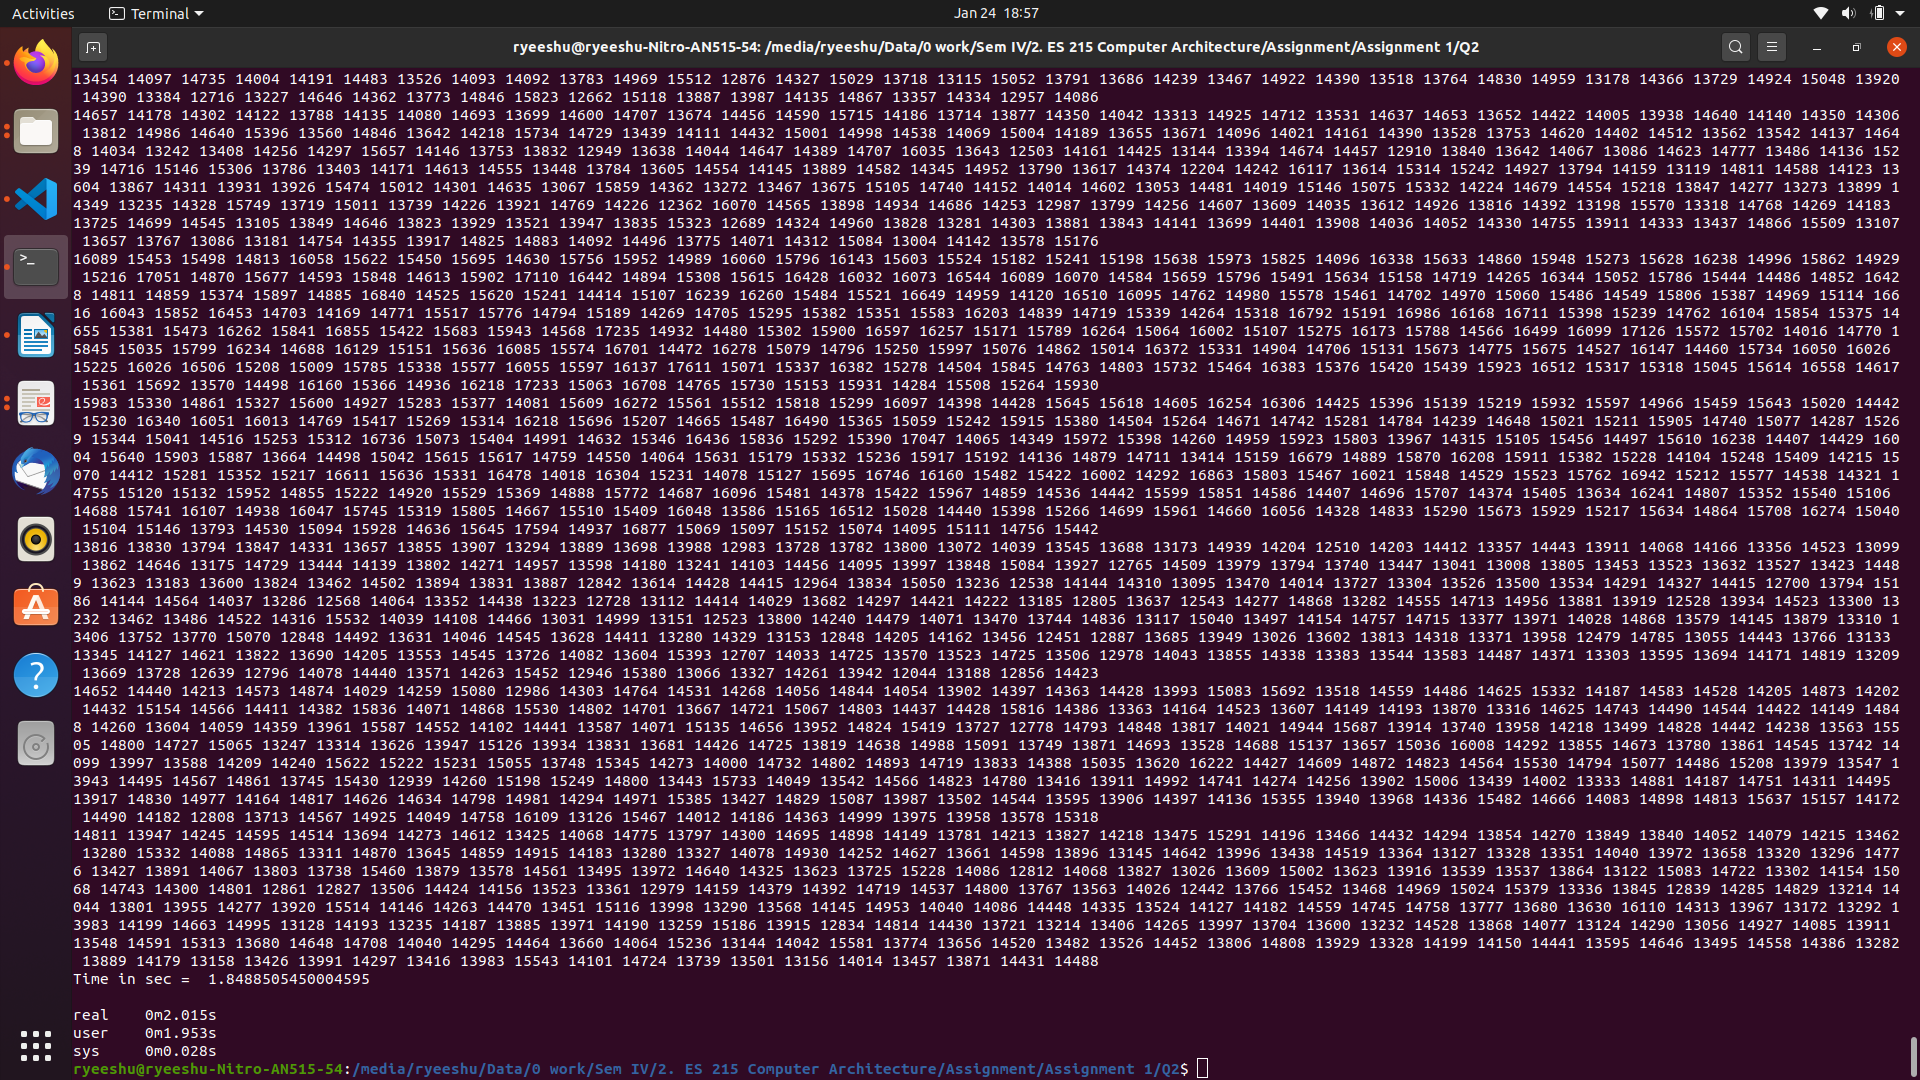 Activities
Terminal
Jan 24 18:57
ryeeshu@ryeeshu-Nitro-AN515-54: /media/ryeeshu/Data/0 work/Sem IV/2. ES 215 Computer Architecture/Assignment/Assignment 1/Q2
13454 14097 14735 14004 14191 14483 13526 14093 14092 13783 14969 15512 12876 14327 15029 13718 13115 15052 13791 13686 14239 13467 14922 14390 13518 13764 14830 14959 13178 14366 13729 14924 15048 13920
14390 13384 12716 13227 14646 14362 13773 14846 15823 12662 15118 13887 13987 14135 14867 13357 14334 12957 14086
14657 14178 14302 14122 13788 14135 14080 14693 13699 14600 14707 13674 14456 14590 15715 14186 13714 13877 14350 14042 13313 14925 14712 13531 14637 14653 13652 14422 14005 13938 14640 14140 14350 14306
13812 14986 14640 15396 13560 14846 13642 14218 15734 14729 13439 14111 14432 15001 14998 14538 14069 15004 14189 13655 13671 14096 14021 14161 14390 13528 13753 14620 14402 14512 13562 13542 14137 1464
8 14034 13242 13408 14256 14297 15657 14146 13753 13832 12949 13638 14044 14647 14389 14707 16035 13643 12503 14161 14425 13144 13394 14674 14457 12910 13840 13642 14067 13086 14623 14777 13486 14136 152
39 14716 15146 15306 13786 13403 14171 14613 14555 13448 13784 13605 14554 14145 13889 14582 14345 14952 13790 13617 14374 12204 14242 16117 13614 15314 15242 14927 13794 14159 13119 14811 14588 14123 13
604 13867 14311 13931 13926 15474 15012 14301 14635 13067 15859 14362 13272 13467 13675 15105 14740 14152 14014 14602 13053 14481 14019 15146 15075 15332 14224 14679 14554 15218 13847 14277 13273 13899 1
4349 13235 14328 15749 13719 15011 13739 14226 13921 14769 14226 12362 16070 14565 13898 14934 14686 14253 12987 13799 14256 14607 13609 14035 13612 14926 13816 14392 13198 15570 13318 14768 14269 14183
13725 14699 14545 13105 13849 14646 13823 13929 13521 13947 13835 15323 12689 14324 14960 13828 13281 14303 13881 13843 14141 13699 14401 13908 14036 14052 14330 14755 13911 14333 13437 14866 15509 13107
13657 13767 13086 13181 14754 14355 13917 14825 14883 14092 14496 13775 14071 14312 15084 13004 14142 13578 15176
16089 15453 15498 14813 16058 15622 15450 15695 14630 15756 15952 14989 16060 15796 16143 15603 15524 15182 15241 15198 15638 15973 15825 14096 16338 15633 14860 15948 15273 15628 16238 14996 15862 14929
15216 17051 14870 15677 14593 15848 14613 15902 17110 16442 14894 15308 15615 16428 16032 16073 16544 16089 16070 14584 15659 15796 15491 15634 15158 14719 14265 16344 15052 15786 15444 14486 14852 1642
8 14811 14859 15374 15897 14885 16840 14525 15620 15241 14414 15107 16239 16260 15484 15521 16649 14959 14120 16510 16095 14762 14980 15578 15461 14702 14970 15060 15486 14549 15806 15387 14969 15114 166
16 16043 15852 16453 14703 14169 14771 15517 15776 14794 15189 14269 14705 15295 15382 15351 15583 16203 14839 14719 15339 14264 15318 16792 15191 16986 16168 16711 15398 15239 14762 16104 15854 15375 14
655 15381 15473 16262 15841 16855 15422 15683 15943 14568 17235 14932 14483 15302 15900 16597 16257 15171 15789 16264 15064 16002 15107 15275 16173 15788 14566 16499 16099 17126 15572 15702 14016 14770 1
5845 15035 15799 16234 14688 16129 15151 15636 16085 15574 16701 14472 16278 15079 14796 15250 15997 15076 14862 15014 16372 15331 14904 14706 15131 15673 14775 15675 14527 16147 14460 15734 16050 16026
15225 16026 16506 15208 15009 15785 15338 15577 16055 15597 16137 17611 15071 15337 16382 15278 14504 15845 14763 14803 15732 15464 16383 15376 15420 15439 15923 16512 15317 15318 15045 15614 16558 14617
15361 15692 13570 14498 16160 15366 14936 16218 17233 15063 16708 14765 15730 15153 15931 14284 15508 15264 15930
15983 15330 14861 15327 15600 14927 15283 15377 14081 15609 16272 15561 15512 15818 15299 16097 14398 14428 15645 15618 14605 16254 16306 14425 15396 15139 15219 15932 15597 14966 15459 15643 15020 14442
15230 16340 16051 16013 14769 15417 15269 15314 16218 15696 15207 14665 15487 16490 15365 15059 15242 15915 15380 14504 15264 14671 14742 15281 14784 14239 14648 15021 15211 15905 14740 15077 14287 1526
9 15344 15041 14516 15253 15312 16736 15073 15404 14991 14632 15346 16436 15836 15292 15390 17047 14065 14349 15972 15398 14260 14959 15923 15803 13967 14315 15105 15456 14497 15610 16238 14407 14429 160
04 15640 15903 15887 13664 14498 15042 15615 15617 14759 14550 14064 15631 15179 15332 15236 15917 15192 14136 14879 14711 13414 15159 16679 14889 15870 16208 15911 15382 15228 14104 15248 15409 14215 15
070 14412 15281 15352 15217 16611 15636 15331 16478 14018 16304 15231 14078 15127 15695 16746 16160 15482 15422 16002 14292 16863 15803 15467 16021 15848 14529 15523 15762 16942 15212 15577 14538 14321 1
4755 15120 15132 15952 14855 15222 14920 15529 15369 14888 15772 14687 16096 15481 14378 15422 15967 14859 14536 14442 15599 15851 14586 14407 14696 15707 14374 15405 13634 16241 14807 15352 15540 15106
14688 15741 16107 14938 16047 15745 15319 15805 14667 15510 15409 16048 13586 15165 16512 15028 14440 15398 15266 14699 15961 14660 16056 14328 14833 15290 15673 15929 15217 15634 14864 15708 16274 15040
15104 15146 13793 14530 15094 15928 14636 15645 17594 14937 16877 15069 15097 15152 15074 14095 15111 14756 15442
13816 13830 13794 13847 14331 13657 13855 13907 13294 13889 13698 13988 12983 13728 13782 13800 13072 14039 13545 13688 13173 14939 14204 12510 14203 14412 13357 14443 13911 14068 14166 13356 14523 13099
13862 14646 13175 14729 13444 14139 13802 14271 14957 13598 14180 13241 14103 14456 14095 13997 13848 15084 13927 12765 14509 13979 13794 13740 13447 13041 13008 13805 13453 13523 13632 13527 13423 1448
9 13623 13183 13600 13824 13462 14502 13894 13831 13887 12842 13614 14428 14415 12964 13834 15050 13236 12538 14144 14310 13095 13470 14014 13727 13304 13526 13500 13534 14291 14327 14415 12700 13794 151
86 14144 14564 14037 13286 12568 14064 13352 14438 13223 12728 13112 14414 14029 13682 14297 14421 14222 13185 12805 13637 12543 14277 14868 13282 14555 14713 14956 13881 13919 12528 13934 14523 13300 13
232 13462 13486 14522 14316 15532 14039 14108 14466 13031 14999 13151 12523 13800 14240 14479 14071 13470 13744 14836 13117 15040 13497 14154 14757 14715 13377 13971 14028 14868 13579 14145 13879 13310 1
3406 13752 13770 15070 12848 14492 13631 14046 14545 13628 14411 13280 14329 13153 12848 14205 14162 13456 12451 12887 13685 13949 13026 13602 13813 14318 13371 13958 12479 14785 13055 14443 13766 13133
13345 14127 14621 13822 13690 14205 13553 14545 13726 14082 13604 15393 12707 14033 14725 13570 13523 14725 13506 12978 14043 13855 14338 13383 13544 13583 14487 14371 13303 13595 13694 14171 14819 13209
13669 13728 12639 12796 14078 14440 13571 14263 15452 12946 15380 13066 13327 14261 13942 12044 13188 12856 14423
14652 14440 14213 14573 14874 14029 14259 15080 12986 14303 14764 14531 14268 14056 14844 14054 13902 14397 14363 14428 13993 15083 15692 13518 14559 14486 14625 15332 14187 14583 14528 14205 14873 14202
14432 15154 14566 14411 14382 15836 14071 14868 15530 14802 14701 13667 14721 15067 14803 14437 14428 15816 14386 13363 14164 14523 13607 14149 14193 13870 13316 14625 14743 14490 14544 14422 14149 1484
8 14260 13604 14059 14359 13961 15587 14552 14102 14441 13587 14071 15135 14656 13952 14824 15419 13727 12778 14793 14848 13817 14021 14944 15687 13914 13740 13958 14218 13499 14828 14442 14238 13563 155
05 14800 14727 15065 13247 13314 13626 13947 15126 13934 13831 13681 14426 14725 13819 14638 14988 15091 13749 13871 14693 13528 14688 15137 13657 15036 16008 14292 13855 14673 13780 13861 14545 13742 14
099 13997 13588 14209 14240 15622 15222 15231 15055 13748 15345 14273 14000 14732 14802 14893 14719 13833 14388 15035 13620 16222 14427 14609 14872 14823 14564 15530 14794 15077 14486 15208 13979 13547 1
3943 14495 14567 14861 13745 15430 12939 14260 15198 15249 14800 13443 15733 14049 13542 14566 14823 14780 13416 13911 14992 14741 14274 14256 13902 15006 13439 14002 13333 14881 14187 14751 14311 14495
13917 14830 14977 14164 14817 14626 14634 14798 14981 14294 14971 15385 13427 14829 15087 13987 13502 14544 13595 13906 14397 14136 15355 13940 13968 14336 15482 14666 14083 14898 14813 15637 15157 14172
14490 14182 12808 13713 14567 14925 14049 14758 16109 13126 15467 14012 14186 14363 14999 13975 13958 13578 15318
14811 13947 14245 14595 14514 13694 14273 14612 13425 14068 14775 13797 14300 14695 14898 14149 13781 14213 13827 14218 13475 15291 14196 13466 14432 14294 13854 14270 13849 13840 14052 14079 14215 13462
13280 15332 14088 14865 13311 14870 13645 14859 14915 14183 13280 13327 14078 14930 14252 14627 13661 14598 13896 13145 14642 13996 13438 14519 13364 13127 13328 13351 14040 13972 13658 13320 13296 1477
6 13427 13891 14067 13803 13738 15460 13879 13578 14561 13495 13972 14640 14325 13623 13725 15228 14086 12812 14068 13827 13026 13609 15002 13623 13916 13539 13537 13864 13122 15083 14722 13302 14154 150
68 14743 14300 14801 12861 12827 13506 14424 14156 13523 13361 12979 14159 14379 14392 14719 14537 14800 13767 13563 14026 12442 13766 15452 13468 14969 15024 15379 13336 13845 12839 14285 14829 13214 14
044 13801 13955 14277 13920 15514 14146 14263 14470 13451 15116 13998 13290 13568 14145 14953 14040 14086 14448 14335 13524 14127 14182 14559 14745 14758 13777 13680 13630 16110 14313 13967 13172 13292 1
3983 14199 14663 14995 13128 14193 13235 14187 13885 13971 14190 13259 15186 13915 12834 14814 14430 13721 13214 13406 14265 13997 13704 13600 13232 14528 13868 14077 13124 14290 13056 14927 14085 13911
13548 14591 15313 13680 14648 14708 14040 14295 14464 13660 14064 15236 13144 14042 15581 13774 13656 14520 13482 13526 14452 13806 14808 13929 13328 14199 14150 14441 13595 14646 13495 14558 14386 13282
13889 14179 13158 13426 13991 14297 13416 13983 15543 14101 14724 13739 13501 13156 14014 13457 13871 14431 14488
Time in sec =  1.8488505450004595
real    0m2.015s
user    0m1.953s
sys     0m0.028s
ryeeshu@ryeeshu-Nitro-AN515-54:/media/ryeeshu/Data/0 work/Sem IV/2. ES 215 Computer Architecture/Assignment/Assignment 1/Q2$